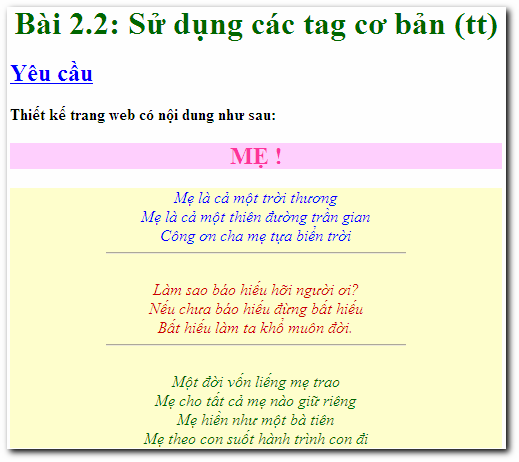 Bài 2.2: Sử dụng các tag cơ bản (tt)
Yêu cầu
Thiết kế trang web có nội dung như sau:
MẸ !
Mẹ là cả một trời thương
Mẹ là cả một thiên đường trần gian
Công ơn cha mẹ tựa biển trời
Làm sao báo hiếu hỡi người ơi?
Nếu chưa báo hiếu đừng bất hiếu
Bất hiếu làm ta khổ muôn đời.
Một đời vốn liếng mẹ trao
Mẹ cho tất cả mẹ nào giữ riêng
Mẹ hiền như một bà tiên
Mẹ theo con suốt hành trình con đi